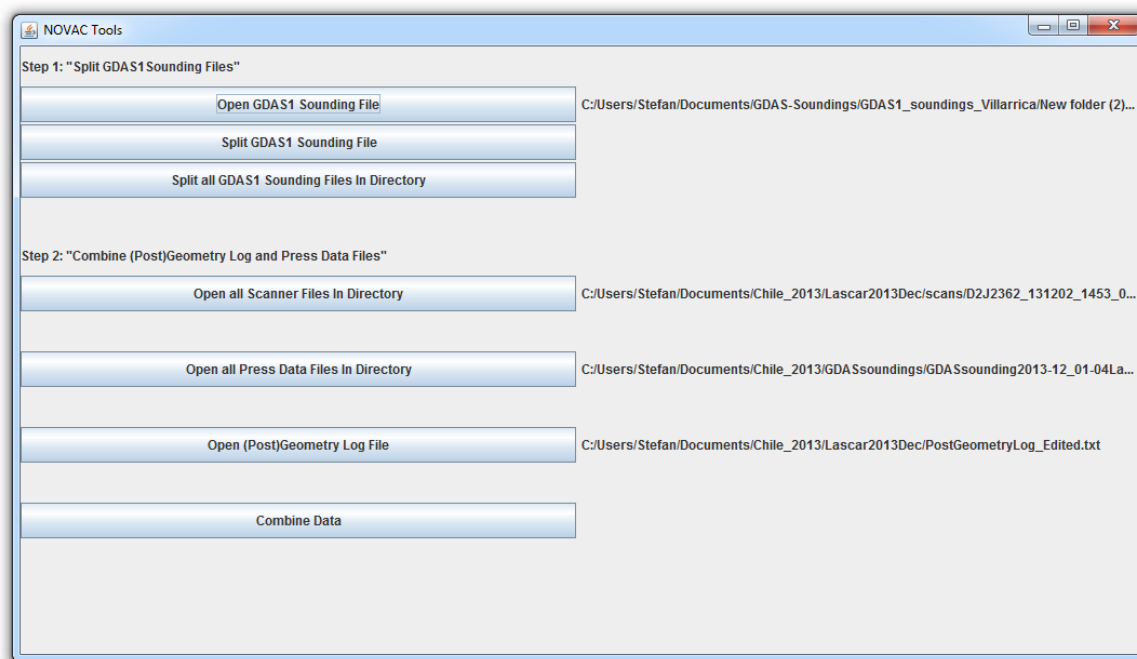 NOVAC Tools
Step 1: "Split GDAS1Sounding Files"
Open GDAS1 Sounding File C:/Users/Stefan/Documents/GDAS-Soundings/GDAS1_soundings_Villarrica/New folder (2)...
Split GDAS1 Sounding File
Split all GDAS1 Sounding Files In Directory
Step 2: "Combine (Post)Geometry Log and Press Data Files"
Open all Scanner Files In Directory C:/Users/Stefan/Documents/Chile_2013/Lascar2013Dec/scans/D2J2362_131202_1453_0...
Open all Press Data Files In Directory C:/Users/Stefan/Documents/Chile_2013/GDASsoundings/GDASsounding2013-12_01-04La...
Open (Post)Geometry Log File C:/Users/Stefan/Documents/Chile_2013/Lascar2013Dec/PostGeometryLog_Edited.txt
Combine Data